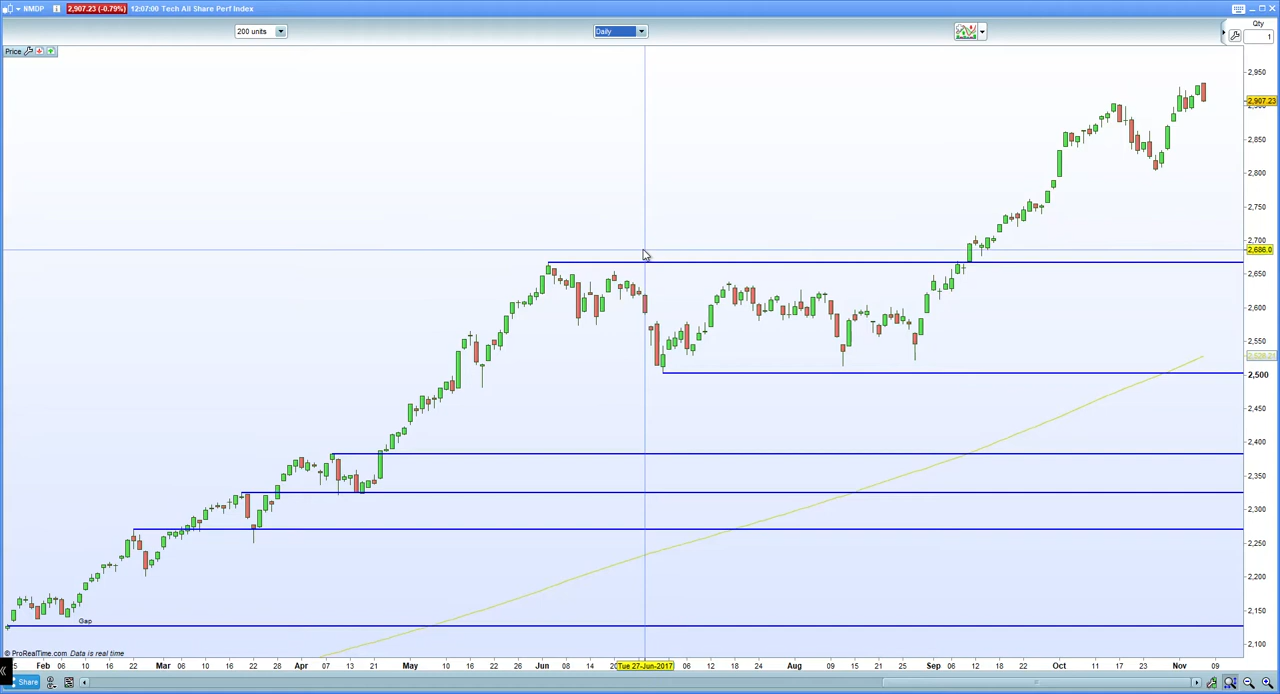 NMDP 2,907.23 (-0.79%) 12:07:00 Tech All Share Perf Index
200 units Daily Qty
1
Price
2,950
2,907.23
2,850
2,800
2,750
2,700
2,686.0
2,650
2,600
2,550
2,500
2,450
2,400
2,350
2,300
2,250
2,200
2,150
2,100
Gap
© ProRealTime.com Data is real time
Feb 06 10 16 22 Mar 06 10 16 22 28 Apr 07 13 21 May 10 16 22 26 Jun 08 14 Tue 27-Jun-2017 06 12 18 24 Aug 09 15 21 25 Sep 06 12 18 22 Oct 11 17 23 Nov 09
Share